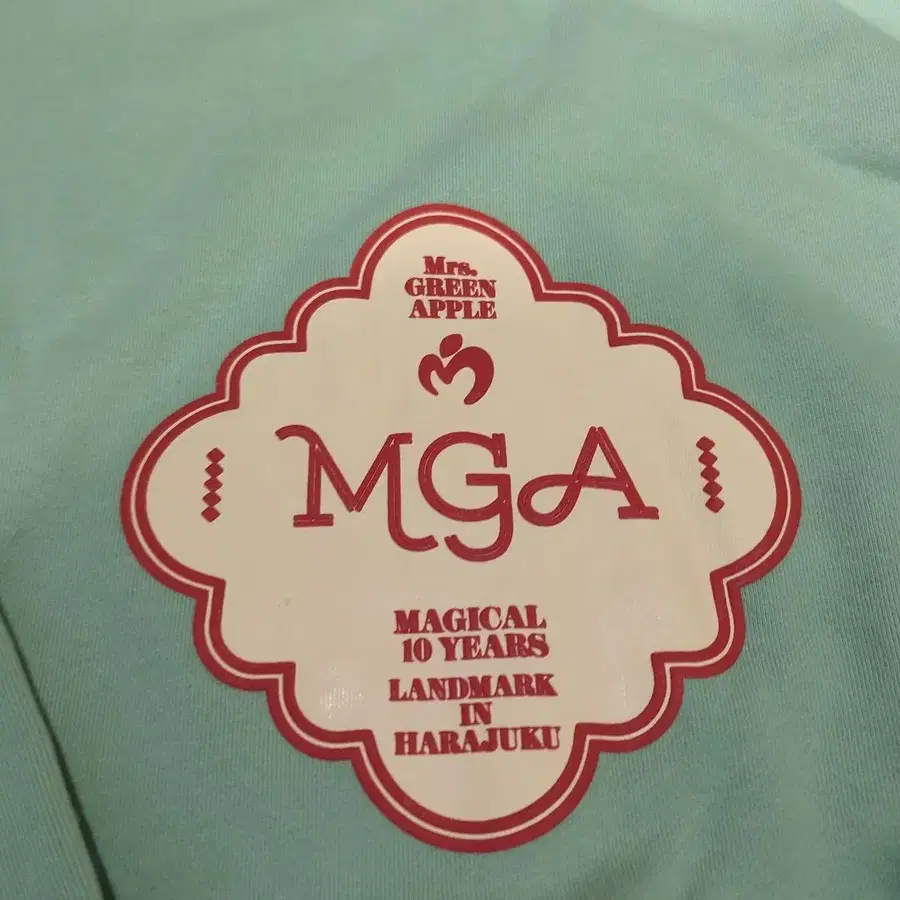 Mrs.
GREEN
APPLE
MGA
MAGICAL
10 YEARS
LANDMARK
IN
HARAJUKU